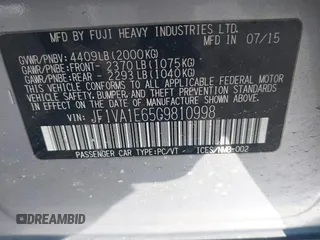 MFD. BY FUJI HEAVY INDUSTRIES LTD.
MFD. IN 07/15
GVWR/PNBV: 4409LB(2000KG)
GAWR/PNBE: FRONT- 2370LB(1075KG)
GAWR/PNBE: REAR - 2293LB(1040KG)
THIS VEHICLE CONFORMS TO ALL APPLICABLE
FEDERAL MOTOR VEHICLE SAFETY, BUMPER,
AND THEFT PREVENTION STANDARDS
IN EFFECT ON THE DATE OF
MANUFACTURE SHOWN ABOVE.
VIN: JF1VA1E65G9810998
PASSENGER CAR TYPE:PC/VT · ICES/NMB-002
AUTOBIDMASTER